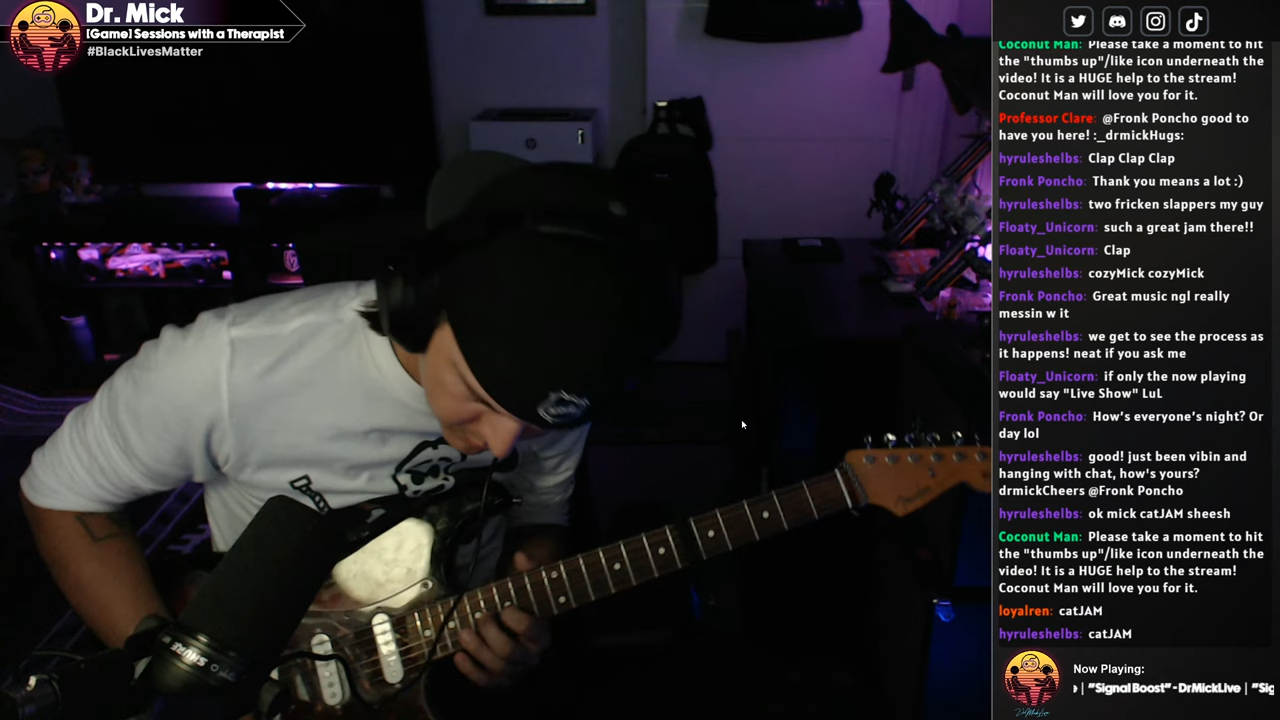 Dr. Mick
[Game] Sessions with a Therapist
#BlackLivesMatter
Coconut Man: Please take a moment to hit
the "thumbs up"/like icon underneath the
video! It is a HUGE help to the stream!
Coconut Man will love you for it.
Professor Clare: @Fronk Poncho good to
have you here! :_drmickHugs:
hyruleshelbs: Clap Clap Clap
Fronk Poncho: Thank you means a lot :)
hyruleshelbs: two fricken slappers my guy
Floaty_Unicorn: such a great jam there!!
Floaty_Unicorn: Clap
hyruleshelbs: cozyMick cozyMick
Fronk Poncho: Great music ngl really
messin w it
hyruleshelbs: we get to see the process as
it happens! neat if you ask me
Floaty_Unicorn: if only the now playing
would say "Live Show" LuL
Fronk Poncho: How's everyone's night? Or
day lol
hyruleshelbs: good! just been vibin and
hanging with chat, how's yours?
drmickCheers @Fronk Poncho
hyruleshelbs: ok mick catJAM sheesh
Coconut Man: Please take a moment to hit
the "thumbs up"/like icon underneath the
video! It is a HUGE help to the stream!
Coconut Man will love you for it.
loyalren: catJAM
hyruleshelbs: catJAM
Now Playing:
| "Signal Boost" - DrMickLive | "Sig
hp
SHURE
Fender